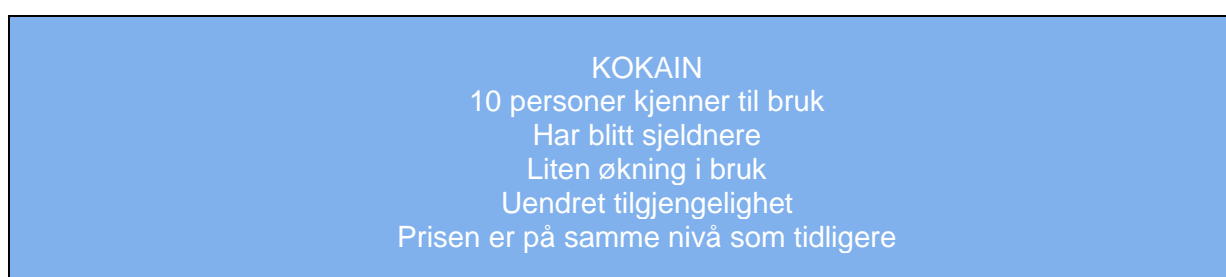 KOKAIN
10 personer kjenner til bruk
Har blitt sjeldnere
Liten økning i bruk
Uendret tilgjengelighet
Prisen er på samme nivå som tidligere